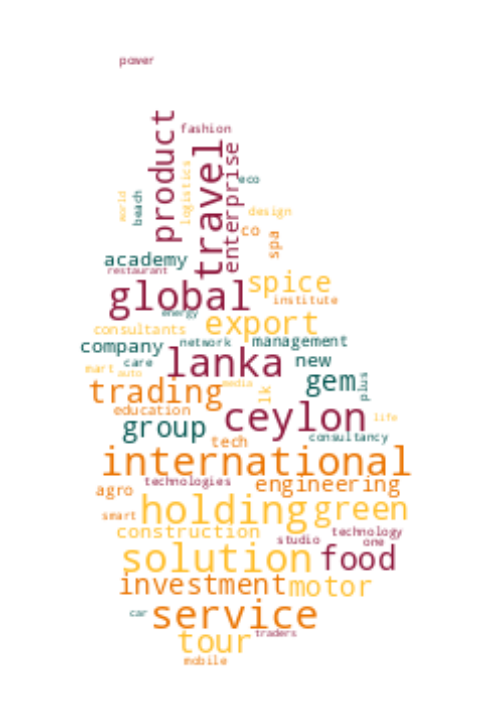 power
product
fashion
travel
enterprise
logistics
eco
world
beach
design
co
spa
academy
restaurant
global
spice
institute
energy
export
consultants
company
network
management
lanka
new
care
mart
auto
gem
plus
media
trading
lk
education
ceylon
life
group
tech
consultancy
international
technologies
engineering
agro
holding
green
smart
construction
technology
studio
one
solution
food
investment
motor
car
service
tour
traders
mobile